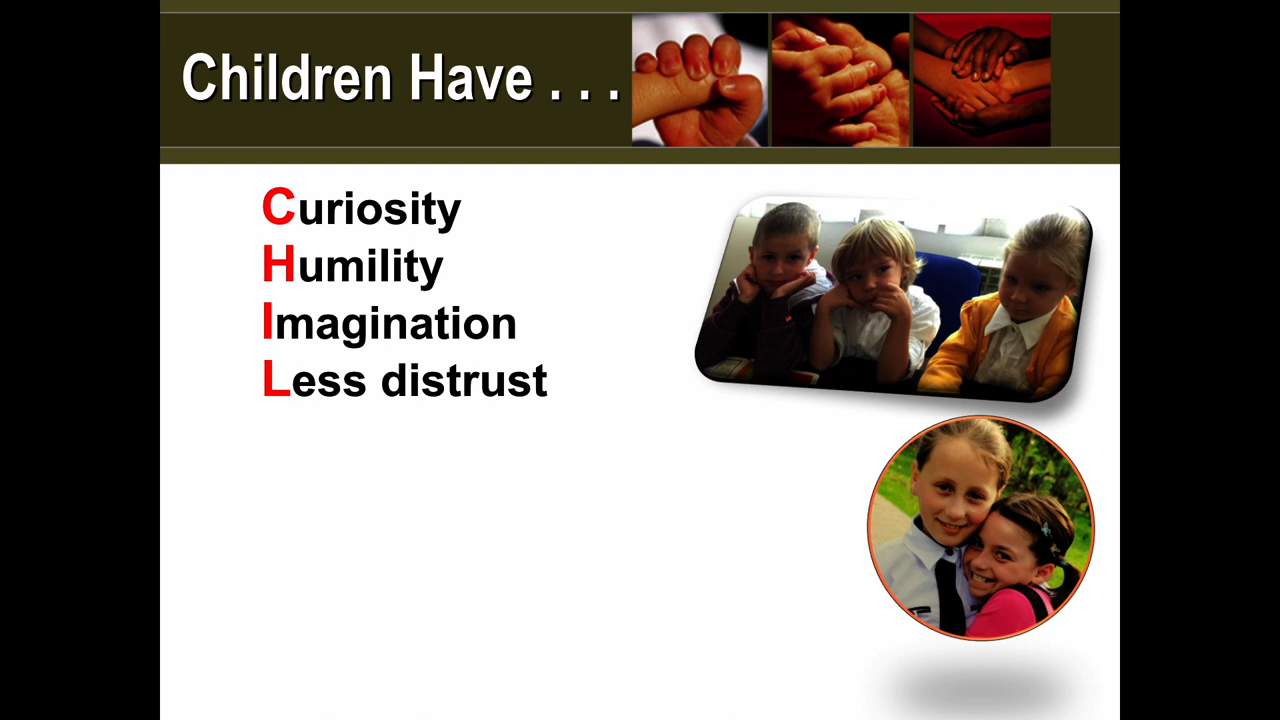 Children Have . . .
Curiosity
Humility
Imagination
Less distrust